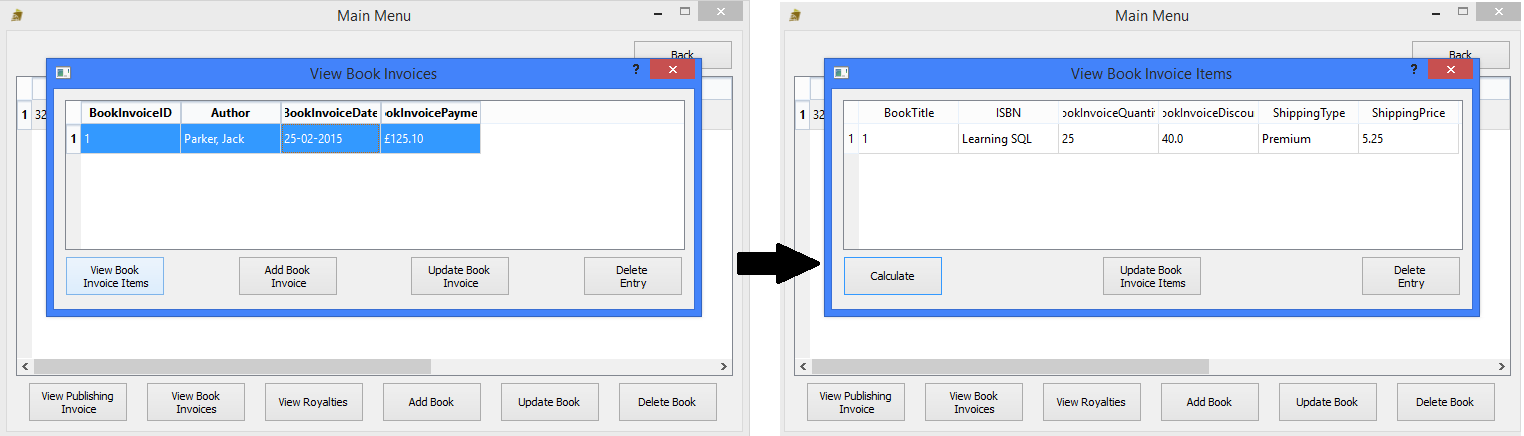 Main Menu
Back
View Book Invoices
?
BookInvoiceID Author BookInvoiceDate ookInvoicePayme
1 1 Parker, Jack 25-02-2015 £125.10
View Book
Invoice Items
Add Book
Invoice
Update Book
Invoice
Delete
Entry
1 32
View Publishing
Invoice
View Book
Invoices
View Royalties
Add Book
Update Book
Delete Book
Main Menu
Back
View Book Invoice Items
?
BookTitle ISBN ookInvoiceQuanti ookInvoiceDiscou ShippingType ShippingPrice
1 1 Learning SQL 25 40.0 Premium 5.25
Calculate
Update Book
Invoice Items
Delete
Entry
1 32
View Publishing
Invoice
View Book
Invoices
View Royalties
Add Book
Update Book
Delete Book